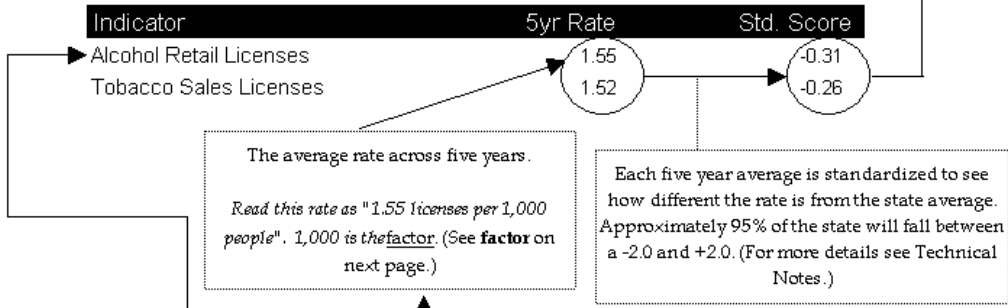 Indicator 5yr Rate Std. Score
Alcohol Retail Licenses 1.55 -0.31
Tobacco Sales Licenses 1.52 -0.26
The average rate across five years.
Read this rate as "1.55 licenses per 1,000
people". 1,000 is thefactor. (See factor on
next page.)
Each five year average is standardized to see
how different the rate is from the state average.
Approximately 95% of the state will fall between
a -2.0 and +2.0. (For more details see Technical
Notes.)